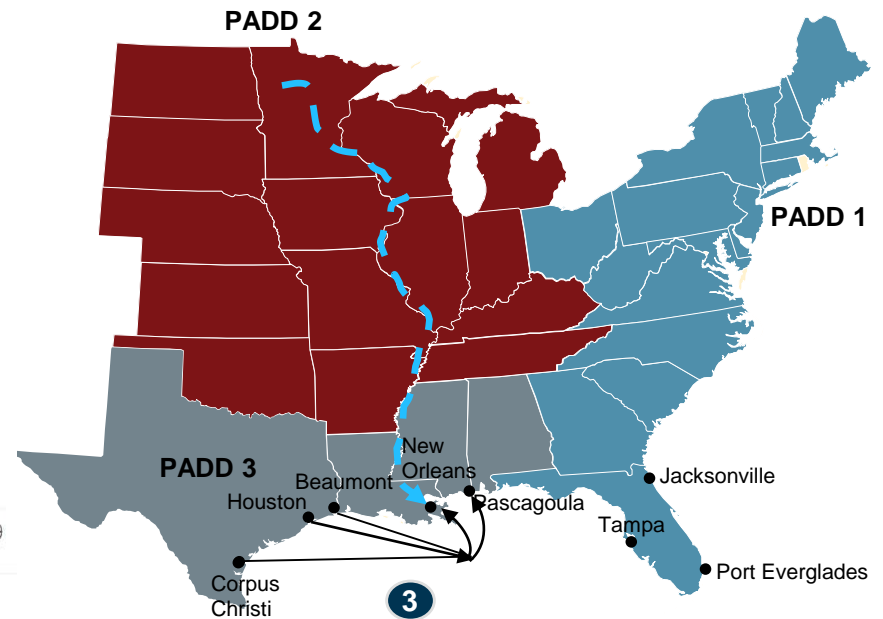 PADD 2
PADD 1
New
Orleans
PADD 3
Beaumont
Houston
Pascagoula
Jacksonville
Tampa
Port Everglades
Corpus
Christi
3